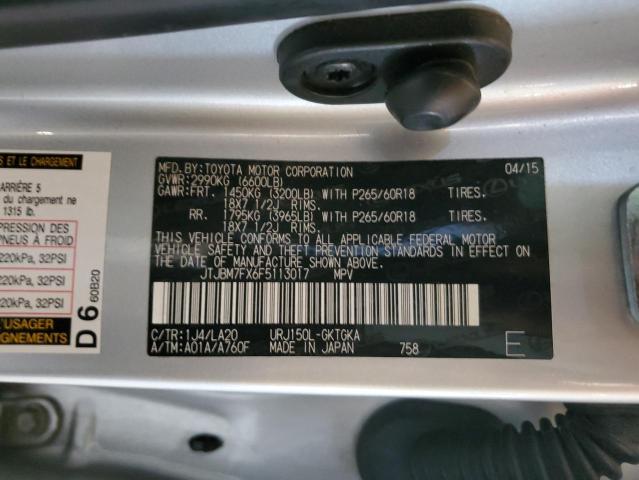 MFD.BY:TOYOTA MOTOR CORPORATION 04/15
GVWR:2990KG (6600LB)
GAWR:FRT. 1450KG (3200LB) WITH P265/60R18 TIRES.
18X7 1/2J RIMS.
RR. 1795KG (3965LB) WITH P265/60R18 TIRES.
18X7 1/2J RIMS.
THIS VEHICLE CONFORMS TO ALL APPLICABLE FEDERAL MOTOR
VEHICLE SAFETY AND THEFT PREVENTION STANDARDS IN EFFECT ON
THE DATE OF MANUFACTURE SHOWN ABOVE.
JTJBM7FX6F5113017 MPV
C/TR:1J4/LA20 URJ150L-GKTGKA
A/TM:A01A/A760F MADE IN JAPAN 758 E
S ET LE CHARGEMENT
ARRIÈRE 5
du chargement ne
1315 lb.
PRESSION DES
PNEUS À FROID
220kPa, 32PSI
220kPa, 32PSI
220kPa, 32PSI
L'USAGER
GNEMENTS
D 6 60B20